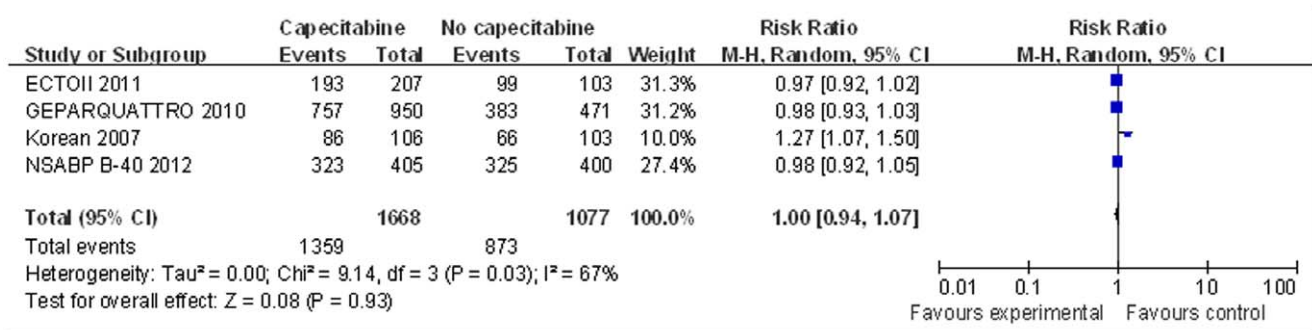 Capecitabine No capecitabine Risk Ratio Risk Ratio
Study or Subgroup Events Total Events Total Weight M-H, Random, 95% CI M-H, Random, 95% CI
ECTOII 2011 193 207 99 103 31.3% 0.97 [0.92, 1.02]
GEPARQUATTRO 2010 757 950 383 471 31.2% 0.98 [0.93, 1.03]
Korean 2007 86 106 66 103 10.0% 1.27 [1.07, 1.50]
NSABP B-40 2012 323 405 325 400 27.4% 0.98 [0.92, 1.05]
Total (95% CI) 1668 1077 100.0% 1.00 [0.94, 1.07]
Total events 1359 873
Heterogeneity: Tau² = 0.00; Chi² = 9.14, df = 3 (P = 0.03); I² = 67%
Test for overall effect: Z = 0.08 (P = 0.93)
0.01 0.1 1 10 100
Favours experimental Favours control